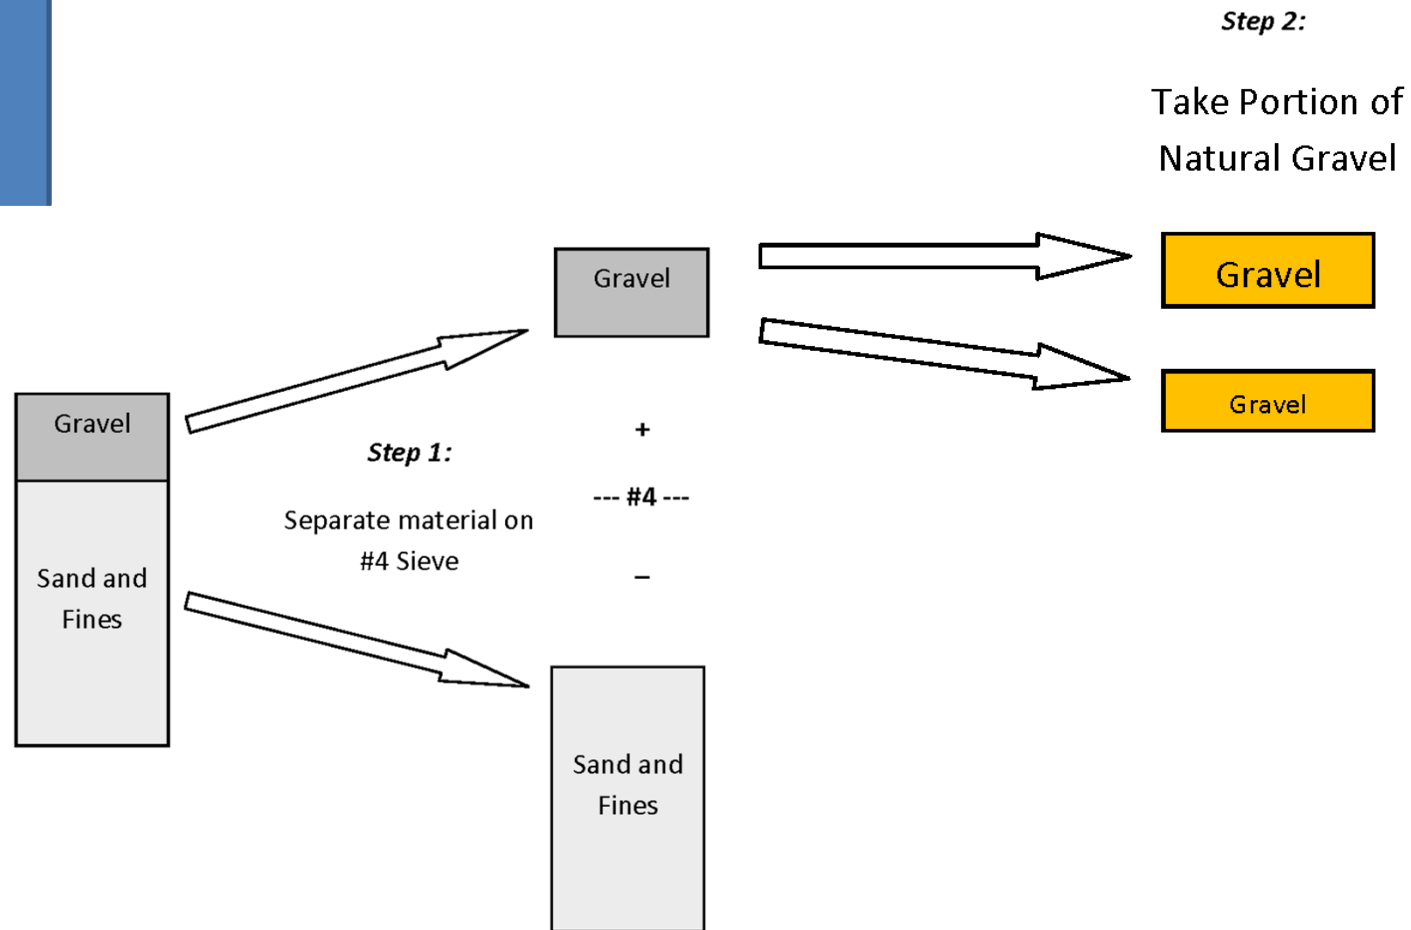 Step 2:
Take Portion of
Natural Gravel
Gravel
Gravel
Gravel
Gravel
+
Step 1:
--- #4 ---
Separate material on
#4 Sieve
–
Sand and
Fines
Sand and
Fines